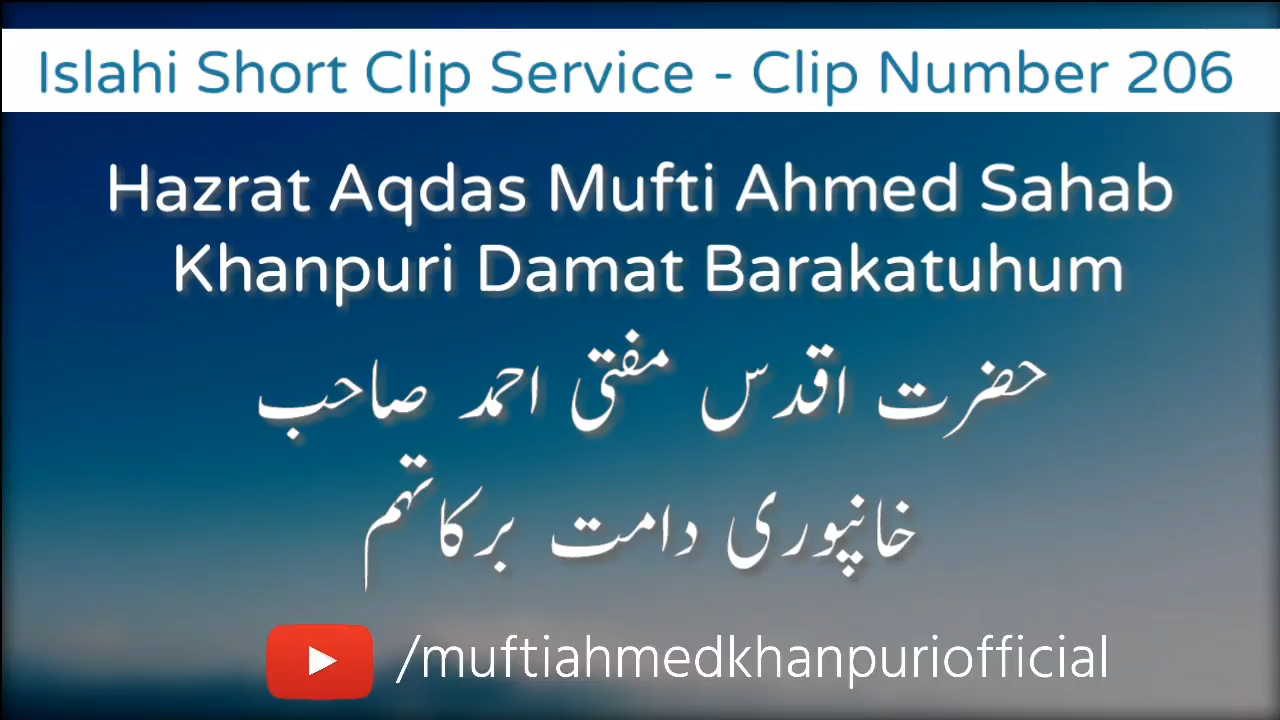 Islahi Short Clip Service - Clip Number 206
Hazrat Aqdas Mufti Ahmed Sahab
Khanpuri Damat Barakatuhum
حضرت اقدس مفتی احمد صاحب
خانپوری دامت برکاتہم
/muftiahmedkhanpuriofficial